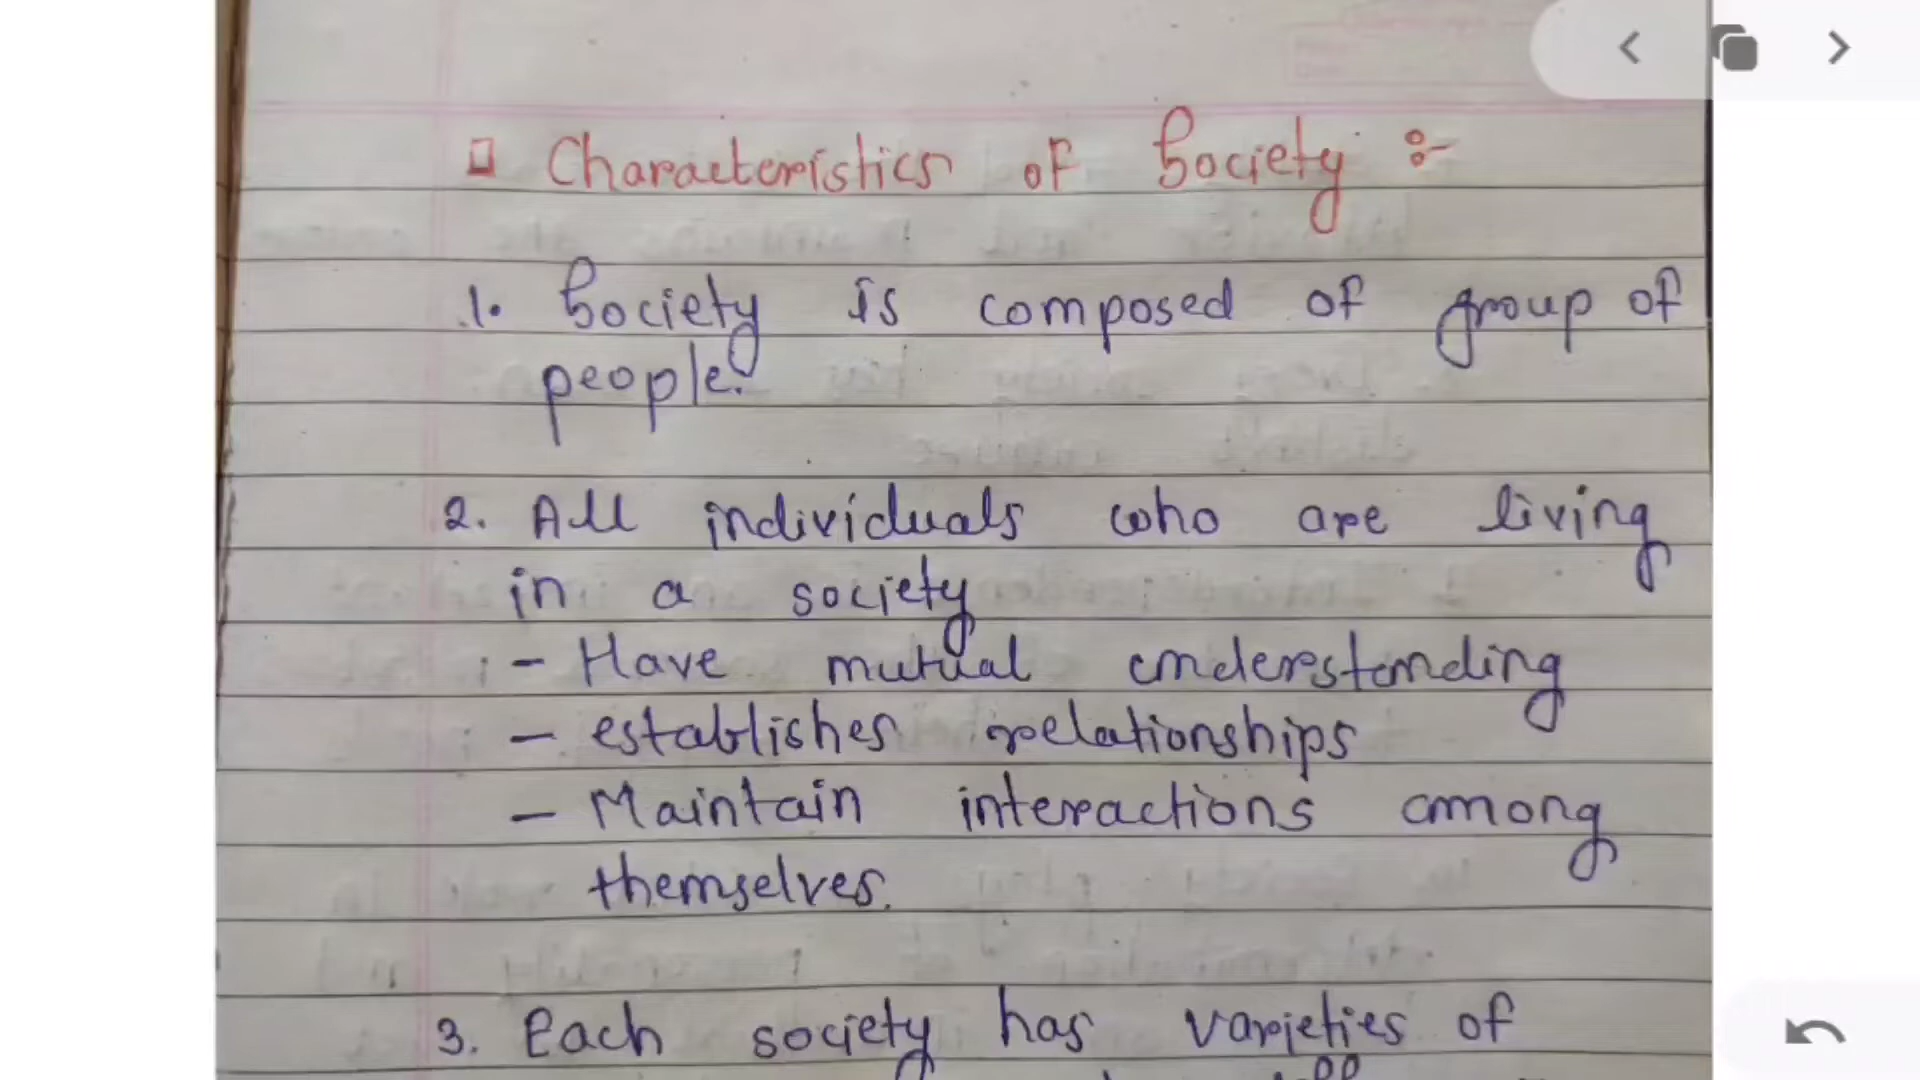 □ Characteristics of Society :-
1. Society is composed of group of
people.
2. All individuals who are living
in a society
- Have mutual understanding
- establishes relationships
- Maintain interactions among
themselves.
3. Each society has varieties of